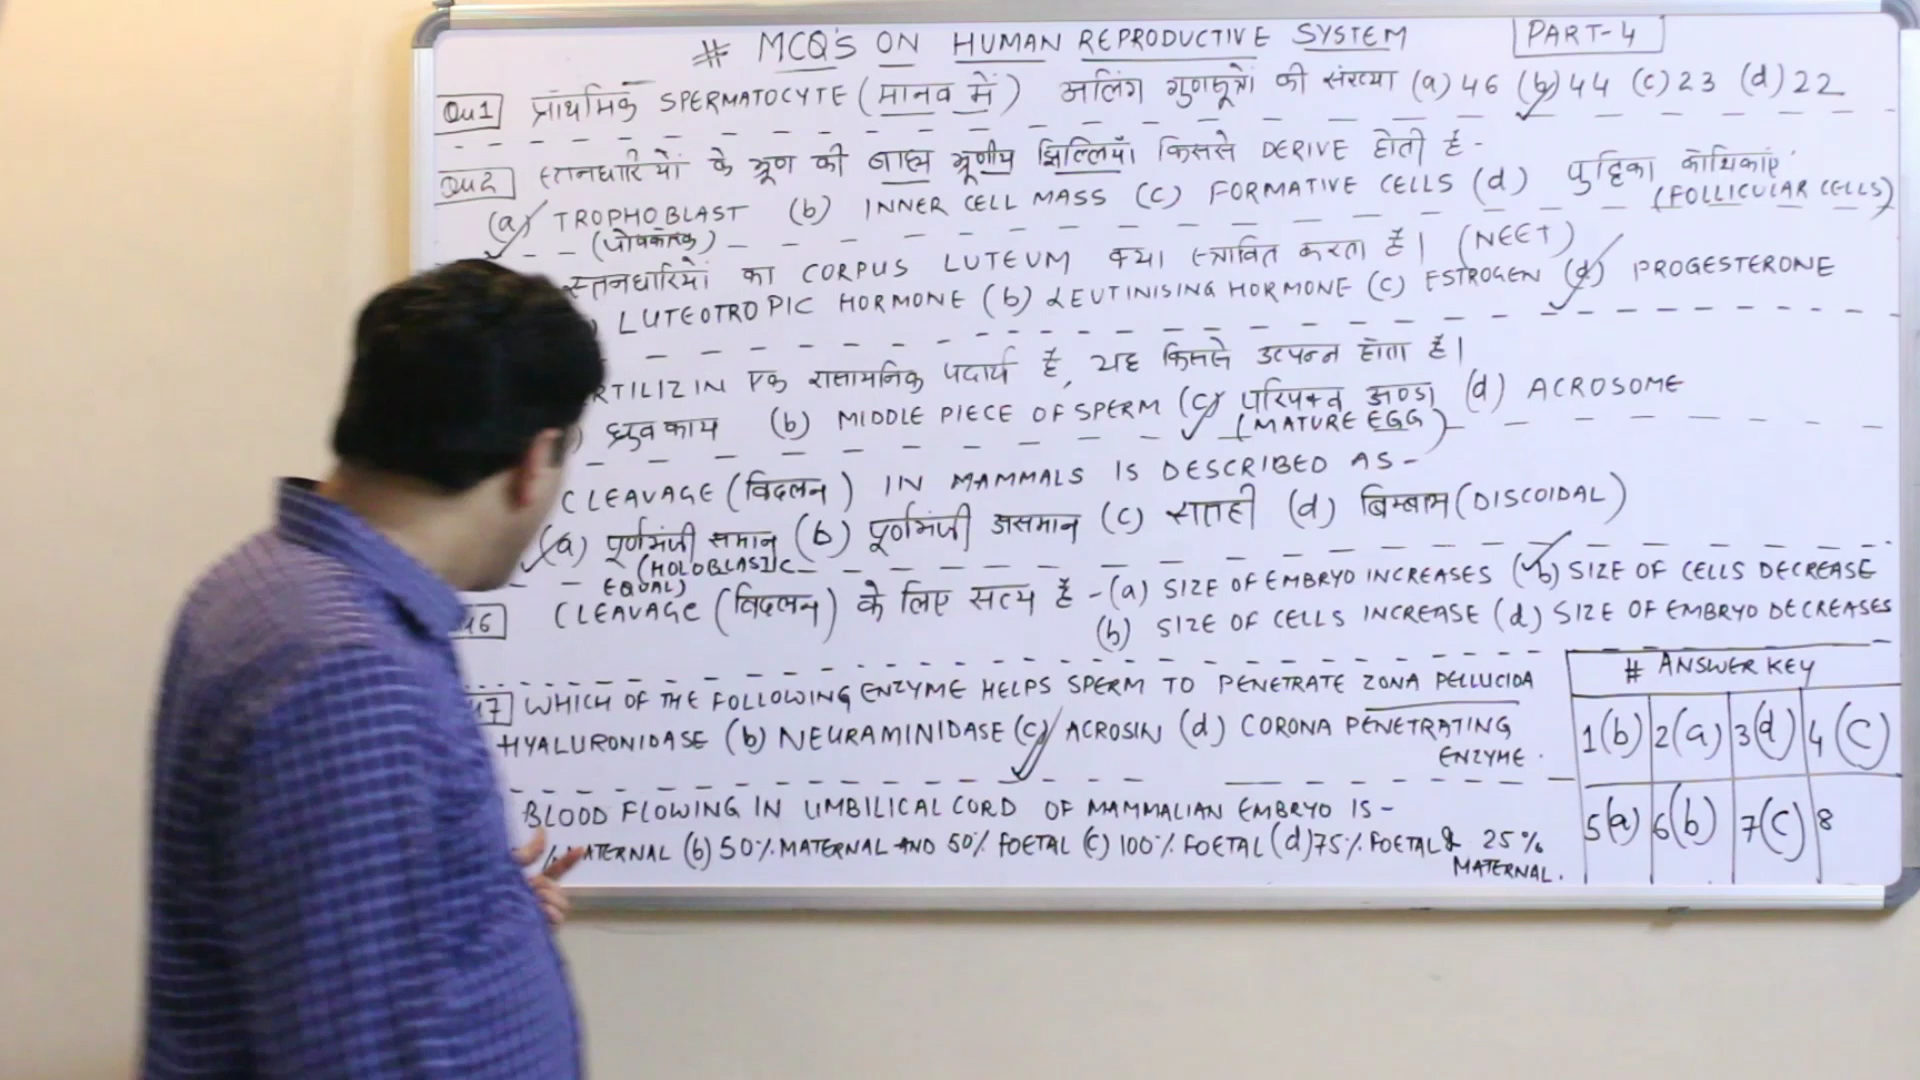 # MCQ'S ON HUMAN REPRODUCTIVE SYSTEM PART-4
Qu1 प्राथमिक SPERMATOCYTE (मानव में) अलिंग गुणसूत्रों की संख्या (a) 46 (b) 44 (c) 23 (d) 22
Qu2 स्तनधारियों के भ्रूण की बाह्य भ्रूणीय झिल्लियाँ किससे DERIVE होती है -
(a) TROPHOBLAST (b) INNER CELL MASS (c) FORMATIVE CELLS (d) पुट्टिका कोशिकाएं
(पोषकोरक) (FOLLICULAR CELLS)
स्तनधारियों का CORPUS LUTEUM क्या स्त्रावित करता है। (NEET)
LUTEOTROPIC HORMONE (b) LEUTINISING HORMONE (c) ESTROGEN (d) PROGESTERONE
RTILIZIN एक रासायनिक पदार्थ है, यह किससे उत्पन्न होता है।
) ध्रुवकाय (b) MIDDLE PIECE OF SPERM (c) परिपक्व अण्डा (d) ACROSOME
(MATURE EGG)
CLEAVAGE (विदलन) IN MAMMALS IS DESCRIBED AS -
(a) पूर्णभंजी समान (b) पूर्णभंजी असमान (c) सतही (d) बिम्बाभ (DISCOIDAL)
(HOLOBLASTIC
EQUAL)
46 CLEAVAGE (विदलन) के लिए सत्य है - (a) SIZE OF EMBRYO INCREASES (b) SIZE OF CELLS DECREASE
(b) SIZE OF CELLS INCREASE (d) SIZE OF EMBRYO DECREASES
47 WHICH OF THE FOLLOWING ENZYME HELPS SPERM TO PENETRATE ZONA PELLUCIDA
HYALURONIDASE (b) NEURAMINIDASE (c) ACROSIN (d) CORONA PENETRATING
ENZYME.
BLOOD FLOWING IN UMBILICAL CORD OF MAMMALIAN EMBRYO IS -
% MATERNAL (b) 50% MATERNAL AND 50% FOETAL (c) 100% FOETAL (d) 75% FOETAL & 25%
MATERNAL.
# ANSWER KEY
1(b) 2(a) 3(d) 4(C)
5(a) 6(b) 7(C) 8